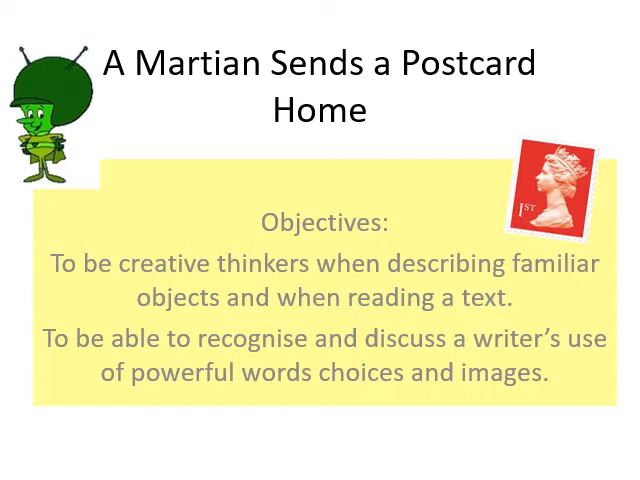 A Martian Sends a Postcard
Home
1ST
Objectives:
To be creative thinkers when describing familiar
objects and when reading a text.
To be able to recognise and discuss a writer’s use
of powerful words choices and images.